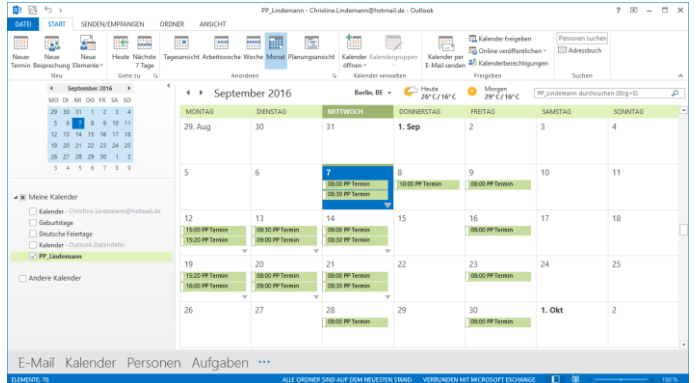 PP_Lindemann - Christine.Lindemann@hotmail.de - Outlook
DATEI START SENDEN/EMPFANGEN ORDNER ANSICHT
Neuer Termin
Neue Besprechung
Neue Elemente
Heute
Nächste 7 Tage
Tagesansicht Arbeitswoche Woche Monat Planungsansicht
Kalender öffnen
Kalendergruppen
Kalender per E-Mail senden
Kalender freigeben
Online veröffentlichen
Kalenderberechtigungen
Personen suchen
Adressbuch
Neu Gehe zu Anordnen Kalender verwalten Freigeben Suchen
September 2016
MO DI MI DO FR SA SO
29 30 31 1 2 3 4
5 6 7 8 9 10 11
12 13 14 15 16 17 18
19 20 21 22 23 24 25
26 27 28 29 30 1 2
3 4 5 6 7 8 9
Meine Kalender
Kalender - Christine.Lindemann@hotmail.de
Geburtstage
Deutsche Feiertage
Kalender - Outlook-Datendatei
PP_Lindemann
Andere Kalender
September 2016
Berlin, BE
Heute
26° C / 16° C
Morgen
29° C / 16° C
PP_Lindemann durchsuchen (Strg+E)
MONTAG DIENSTAG MITTWOCH DONNERSTAG FREITAG SAMSTAG SONNTAG
29. Aug 30 31 1. Sep 2 3 4
5 6 7 8 9 10 11
08:00 PP Termin 10:00 PP Termin 08:00 PP Termin
08:30 PP Termin
12 13 14 15 16 17 18
15:00 PP Termin 08:30 PP Termin 08:00 PP Termin 08:00 PP Termin
15:20 PP Termin 09:00 PP Termin 08:30 PP Termin
19 20 21 22 23 24 25
15:20 PP Termin 08:00 PP Termin 08:00 PP Termin 08:00 PP Termin
16:00 PP Termin 09:00 PP Termin 08:30 PP Termin
26 27 28 29 30 1. Okt 2
08:00 PP Termin 08:00 PP Termin
E-Mail Kalender Personen Aufgaben
ELEMENTE: 78 ALLE ORDNER SIND AUF DEM NEUESTEN STAND. VERBUNDEN MIT MICROSOFT EXCHANGE 100 %